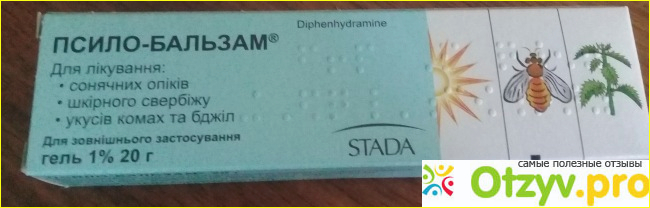 Diphenhydramine
ПСИЛО-БАЛЬЗАМ®
Для лікування:
• сонячних опіків
• шкірного свербіжу
• укусів комах та бджіл
Для зовнішнього застосування
гель 1% 20 г
STADA
самые полезные отзывы
Otzyv.pro